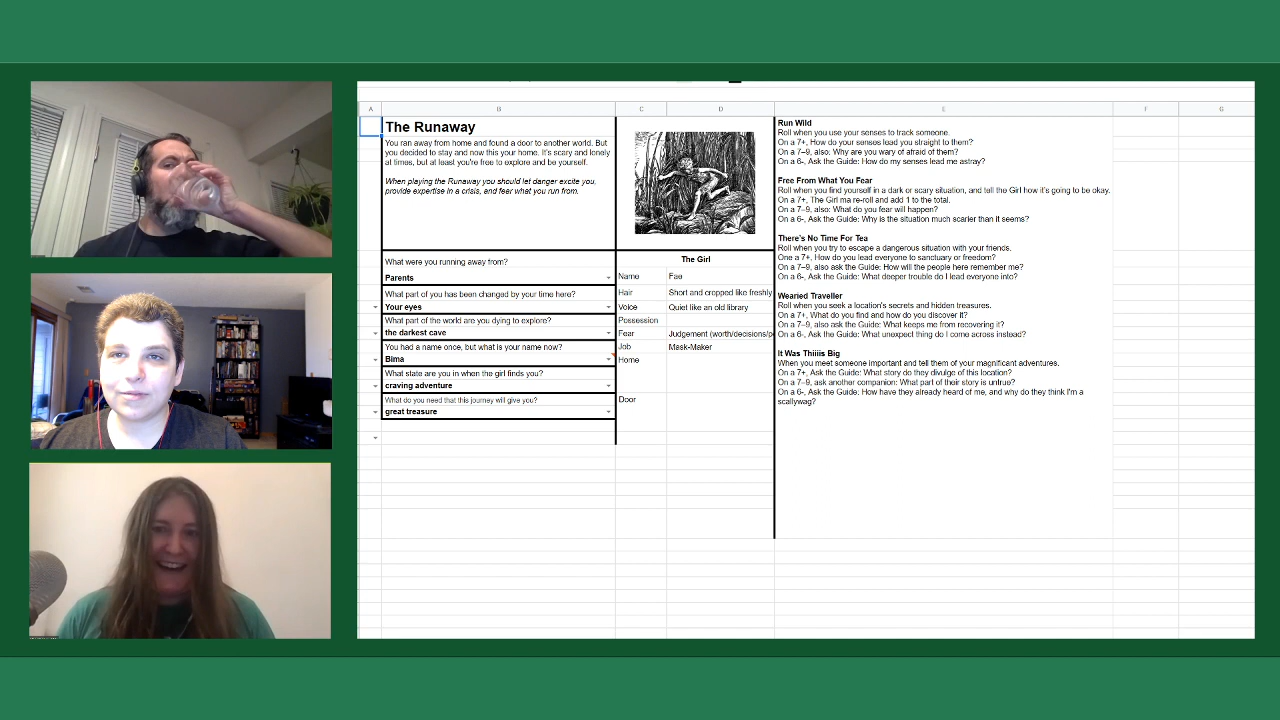 A B C D E F G
The Runaway
You ran away from home and found a door to another world. But
you decided to stay and now this your home. It's scary and lonely
at times, but at least you're free to explore and be yourself.
When playing the Runaway you should let danger excite you,
provide expertise in a crisis, and fear what you run from.
What were you running away from?
Parents
What part of you has been changed by your time here?
Your eyes
What part of the world are you dying to explore?
the darkest cave
You had a name once, but what is your name now?
Bima
What state are you in when the girl finds you?
craving adventure
What do you need that this journey will give you?
great treasure
The Girl
Name Fae
Hair Short and cropped like freshly
Voice Quiet like an old library
Possession
Fear Judgement (worth/decisions/p
Job Mask-Maker
Home
Door
Run Wild
Roll when you use your senses to track someone.
On a 7+, How do your senses lead you straight to them?
On a 7–9, also: Why are you wary of afraid of them?
On a 6-, Ask the Guide: How do my senses lead me astray?
Free From What You Fear
Roll when you find yourself in a dark or scary situation, and tell the Girl how it's going to be okay.
On a 7+, The Girl ma re-roll and add 1 to the total.
On a 7–9, also: What do you fear will happen?
On a 6-, Ask the Guide: Why is the situation much scarier than it seems?
There's No Time For Tea
Roll when you try to escape a dangerous situation with your friends.
One a 7+, How do you lead everyone to sanctuary or freedom?
On a 7–9, also ask the Guide: How will the people here remember me?
On a 6-, Ask the Guide: What deeper trouble do I lead everyone into?
Wearied Traveller
Roll when you seek a location's secrets and hidden treasures.
On a 7+, What do you find and how do you discover it?
On a 7–9, also ask the Guide: What keeps me from recovering it?
On a 6-, Ask the Guide: What unexpect thing do I come across instead?
It Was Thiiiis Big
When you meet someone important and tell them of your magnificent adventures.
On a 7+, Ask the Guide: What story do they divulge of this location?
On a 7–9, ask another companion: What part of their story is untrue?
On a 6-, Ask the Guide: How have they already heard of me, and why do they think I'm a
scallywag?